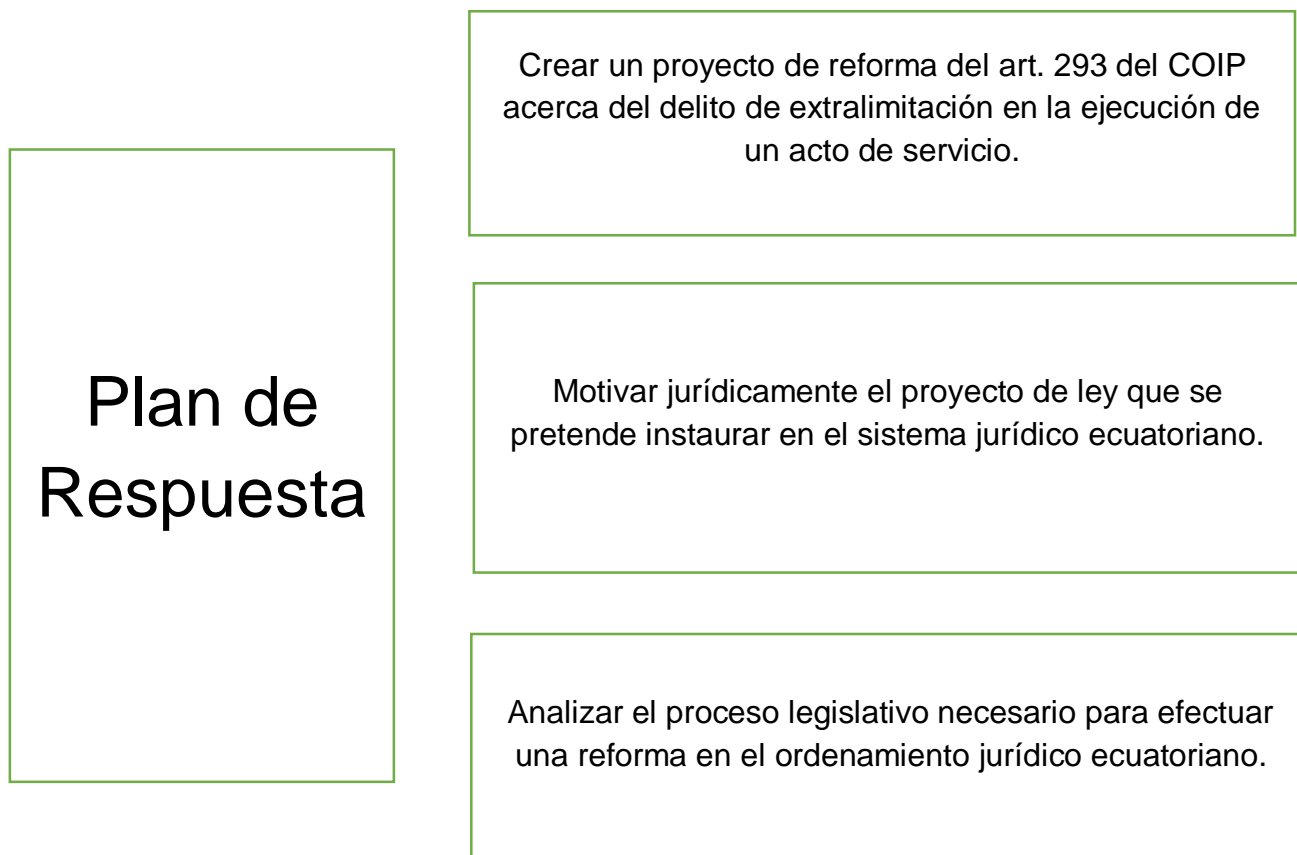 Plan de
Respuesta
Crear un proyecto de reforma del art. 293 del COIP
acerca del delito de extralimitación en la ejecución de
un acto de servicio.
Motivar jurídicamente el proyecto de ley que se
pretende instaurar en el sistema jurídico ecuatoriano.
Analizar el proceso legislativo necesario para efectuar
una reforma en el ordenamiento jurídico ecuatoriano.